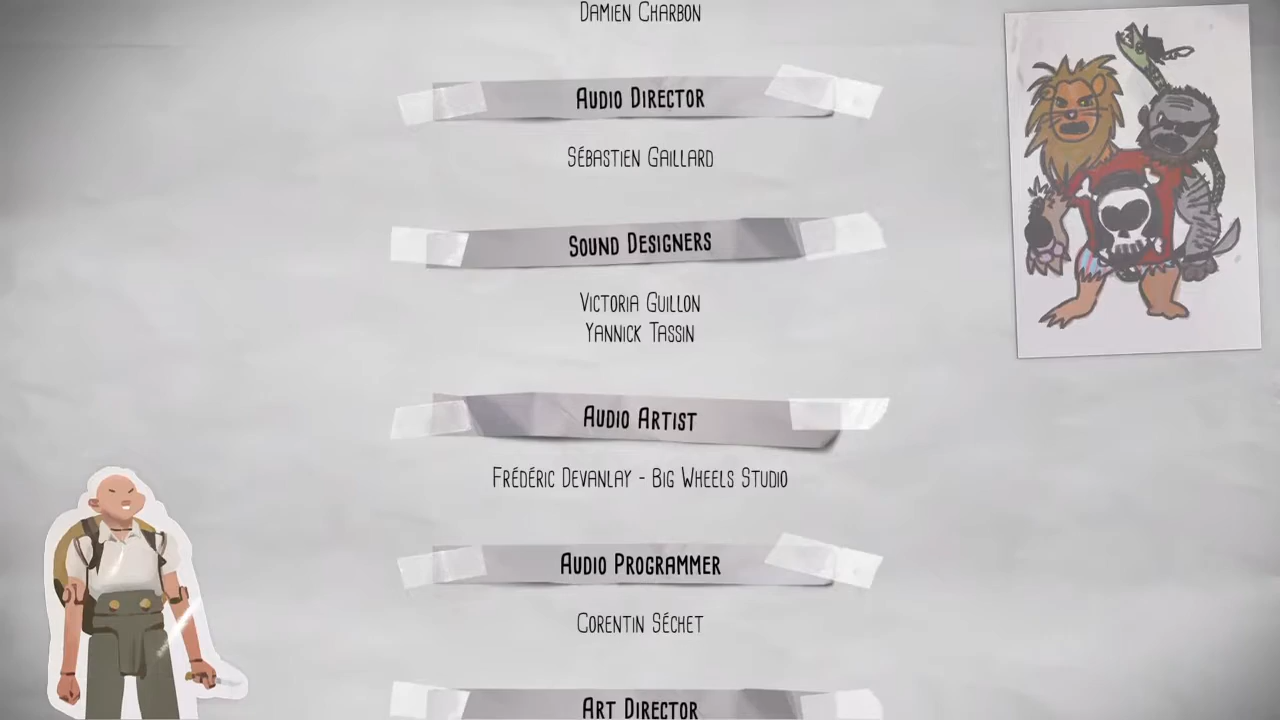 Damien Charbon
Audio Director
Sébastien Gaillard
Sound Designers
Victoria Guillon
Yannick Tassin
Audio Artist
Frédéric Devanlay - Big Wheels Studio
Audio Programmer
Corentin Séchet
Art Director